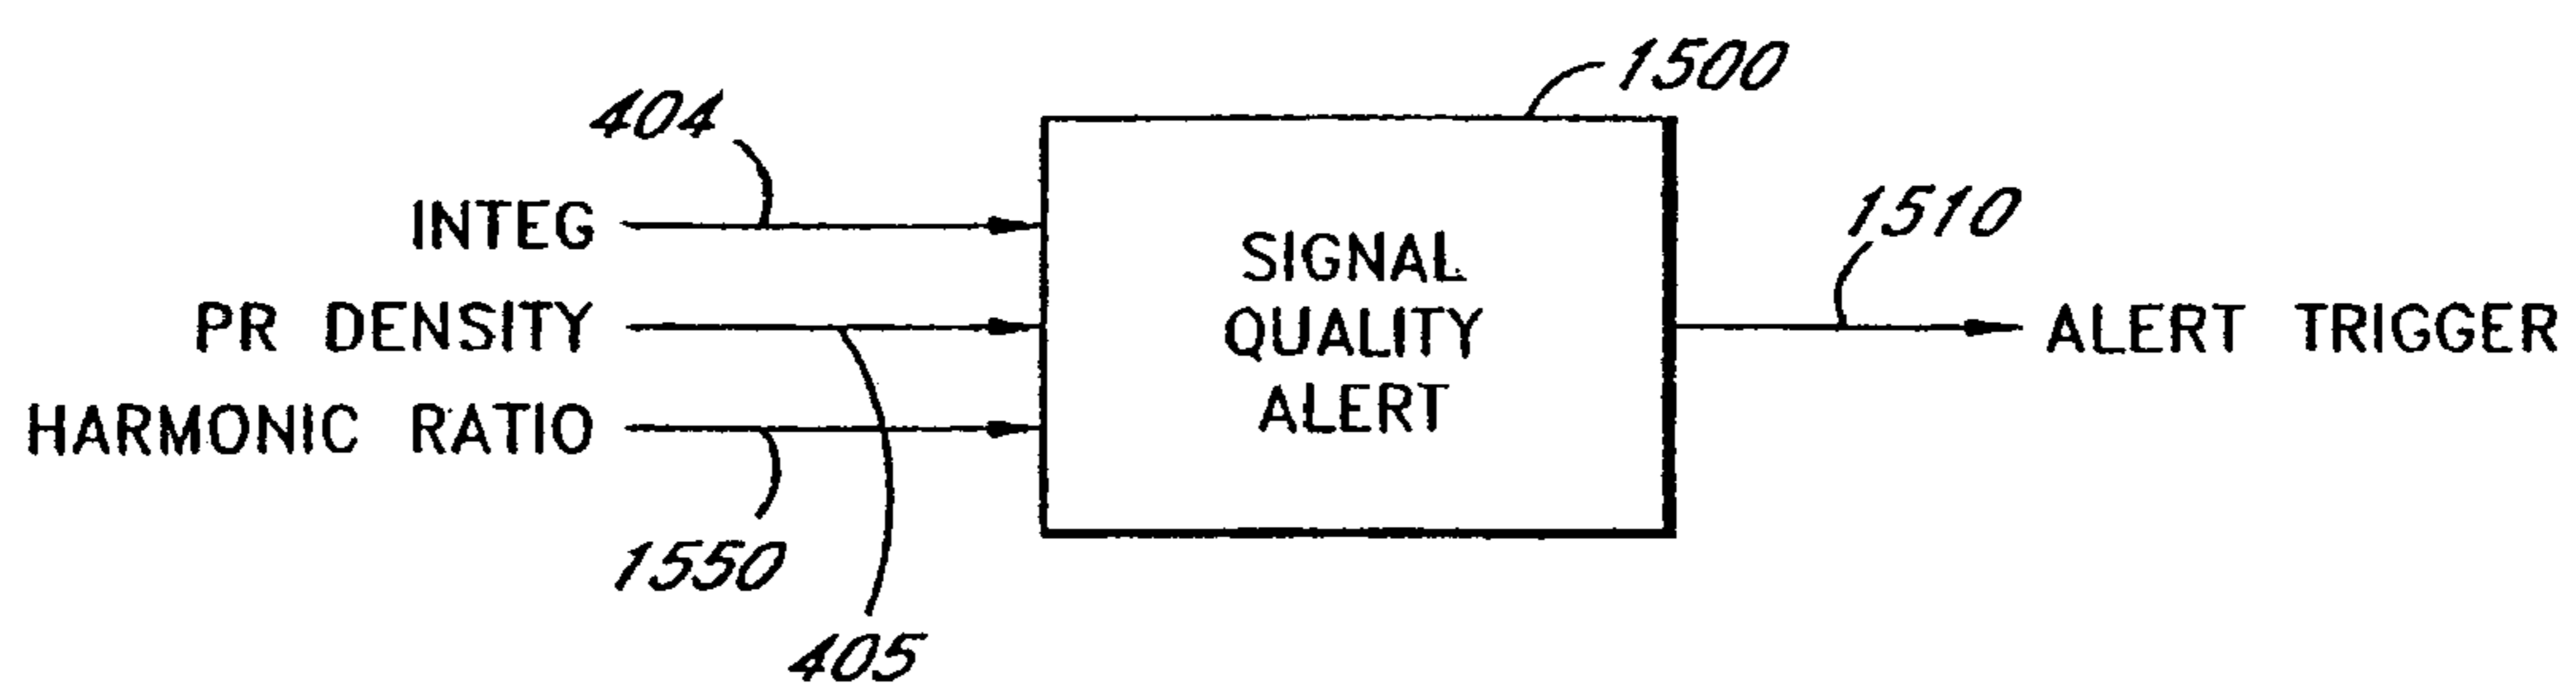 1500
404
1510
INTEG
PR DENSITY
HARMONIC RATIO
SIGNAL
QUALITY
ALERT
ALERT TRIGGER
1550
405